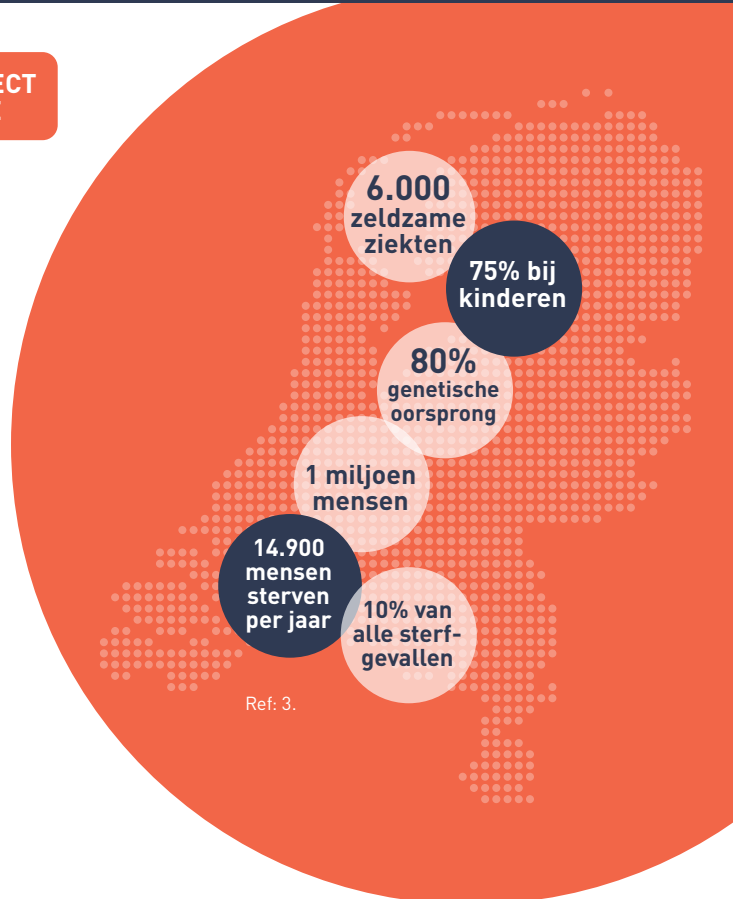 6.000
zeldzame
ziekten
75% bij
kinderen
80%
genetische
oorsprong
1 miljoen
mensen
14.900
mensen
sterven
per jaar
10% van
alle sterf-
gevallen
Ref: 3.